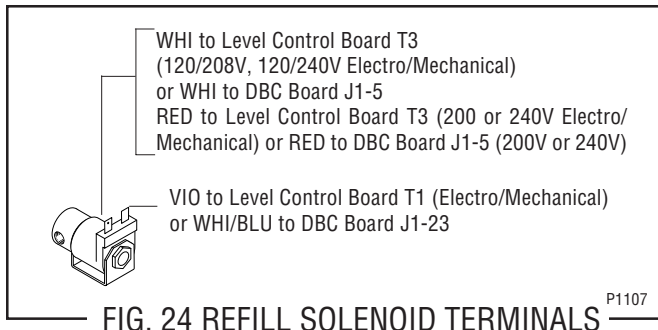 WHI to Level Control Board T3
(120/208V, 120/240V Electro/Mechanical)
or WHI to DBC Board J1-5
RED to Level Control Board T3 (200 or 240V Electro/
Mechanical) or RED to DBC Board J1-5 (200V or 240V)
VIO to Level Control Board T1 (Electro/Mechanical)
or WHI/BLU to DBC Board J1-23
P1107
FIG. 24 REFILL SOLENOID TERMINALS